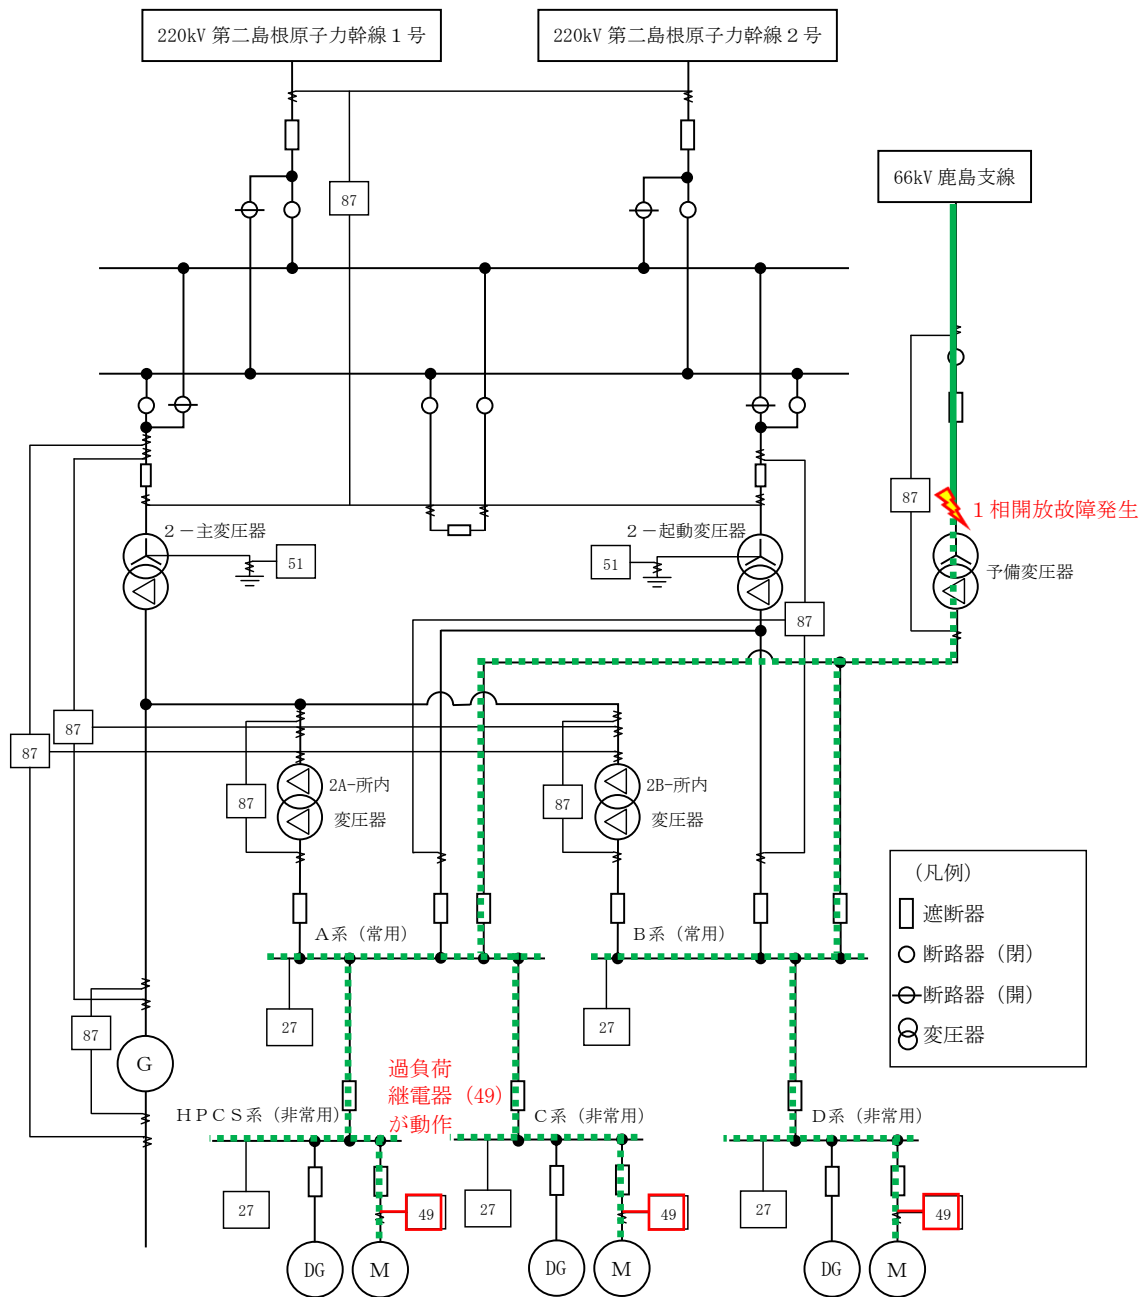 220kV 第二島根原子力幹線１号
220kV 第二島根原子力幹線２号
66kV 鹿島支線
87
87
1 相開放故障発生
２－主変圧器
２－起動変圧器
51
51
予備変圧器
87
87
87
2A-所内
変圧器
87
2B-所内
変圧器
87
(凡例)
遮断器
断路器（閉）
断路器（開）
変圧器
Ａ系（常用）
Ｂ系（常用）
27
27
87
G
過負荷
継電器（49）
が動作
ＨＰＣＳ系（非常用）
Ｃ系（非常用）
Ｄ系（非常用）
27
49
27
49
27
49
DG
M
DG
M
DG
M